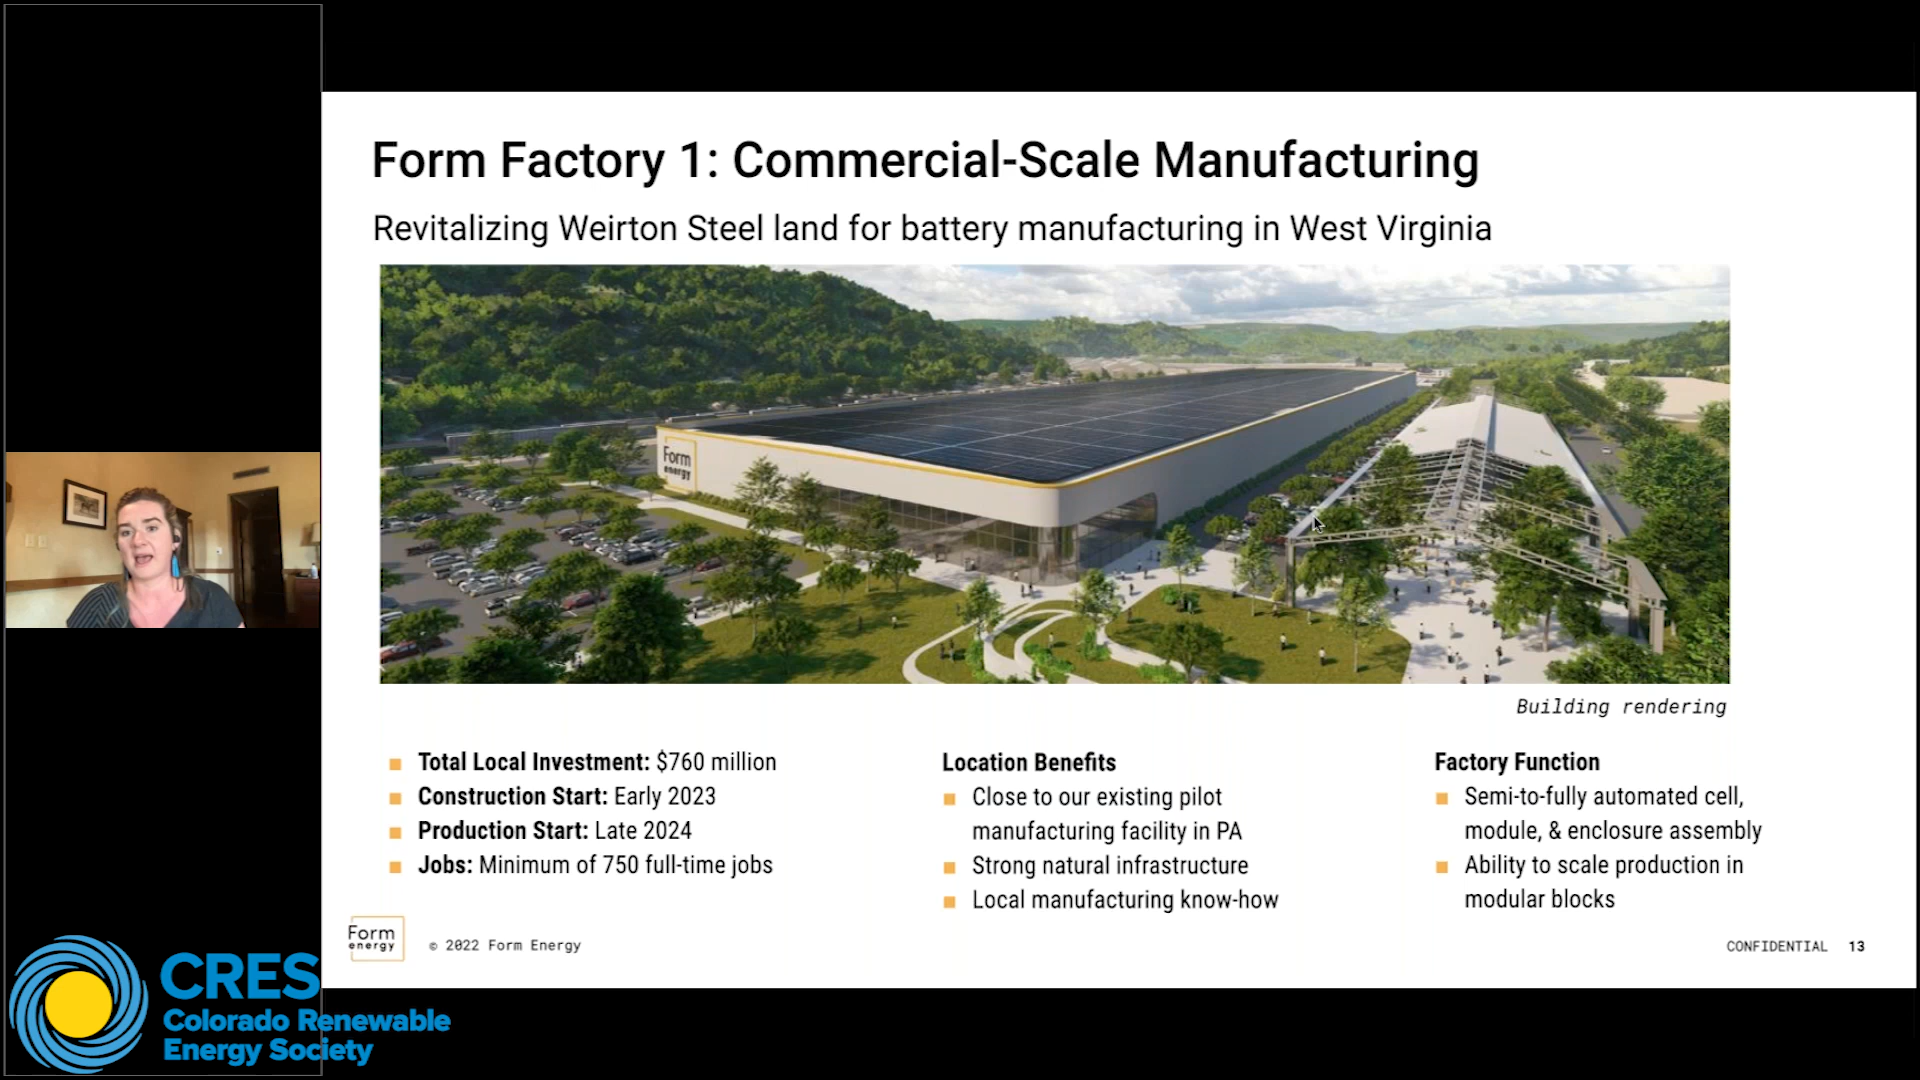 Form Factory 1: Commercial-Scale Manufacturing
Revitalizing Weirton Steel land for battery manufacturing in West Virginia
Form
energy
Building rendering
Total Local Investment: $760 million
Construction Start: Early 2023
Production Start: Late 2024
Jobs: Minimum of 750 full-time jobs
Location Benefits
Close to our existing pilot
manufacturing facility in PA
Strong natural infrastructure
Local manufacturing know-how
Factory Function
Semi-to-fully automated cell,
module, & enclosure assembly
Ability to scale production in
modular blocks
Form
energy
© 2022 Form Energy
CONFIDENTIAL 13
CRES
Colorado Renewable
Energy Society